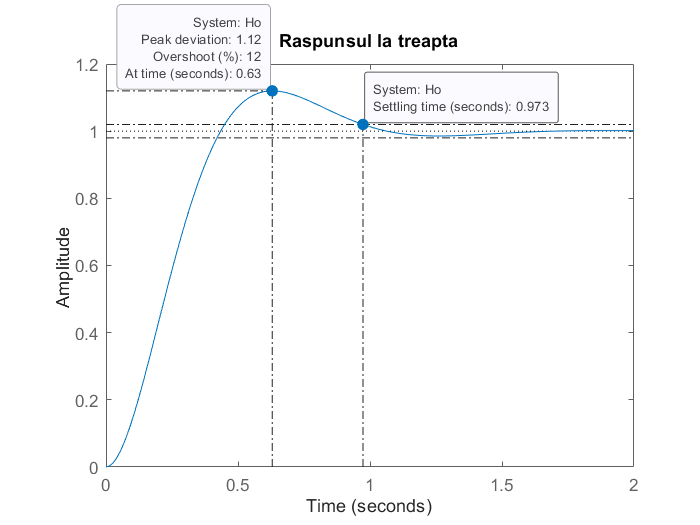 System: Ho
Peak deviation: 1.12
Overshoot (%): 12
At time (seconds): 0.63
Raspunsul la treapta
System: Ho
Settling time (seconds): 0.973
1.2
1
0.8
0.6
0.4
0.2
0
Amplitude
0 0.5 1 1.5 2
Time (seconds)